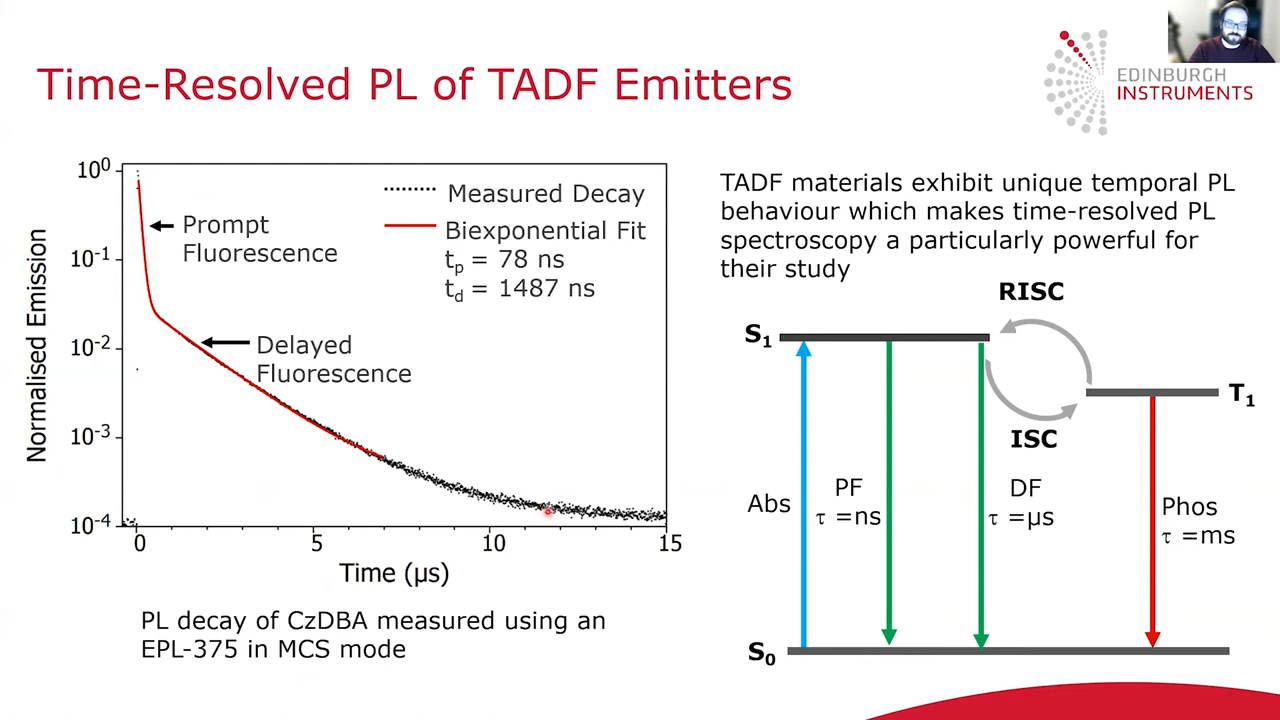 Time-Resolved PL of TADF Emitters
EDINBURGH
INSTRUMENTS
10⁰
10⁻¹
10⁻²
10⁻³
10⁻⁴
Normalised Emission
Prompt
Fluorescence
Delayed
Fluorescence
Measured Decay
Biexponential Fit
tₚ = 78 ns
t_d = 1487 ns
0
5
10
15
Time (µs)
PL decay of CzDBA measured using an
EPL-375 in MCS mode
TADF materials exhibit unique temporal PL
behaviour which makes time-resolved PL
spectroscopy a particularly powerful for
their study
RISC
S₁
T₁
ISC
Abs
PF
τ =ns
DF
τ =µs
Phos
τ =ms
S₀